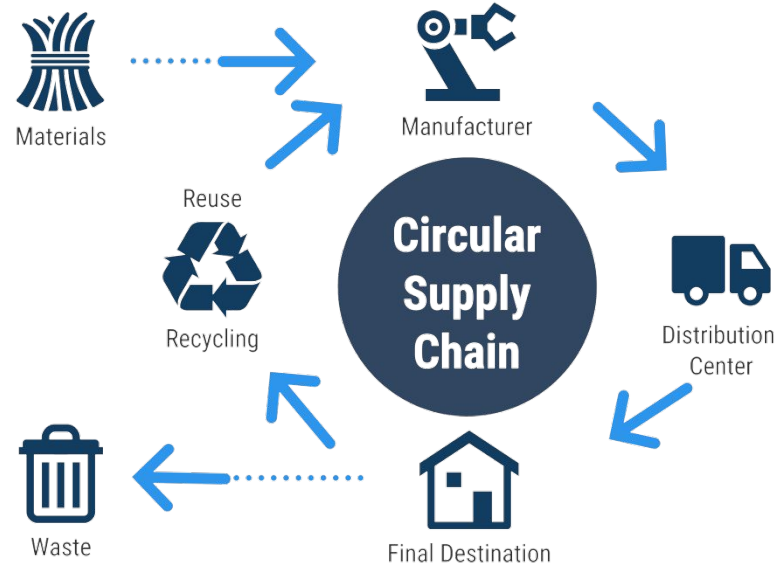 Materials
Manufacturer
Reuse
Circular
Supply
Chain
Recycling
Distribution
Center
Waste
Final Destination